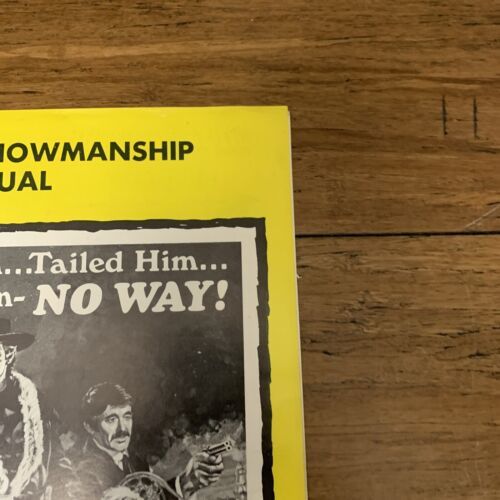 HOWMANSHIP
UAL
...Tailed Him...
n- NO WAY!